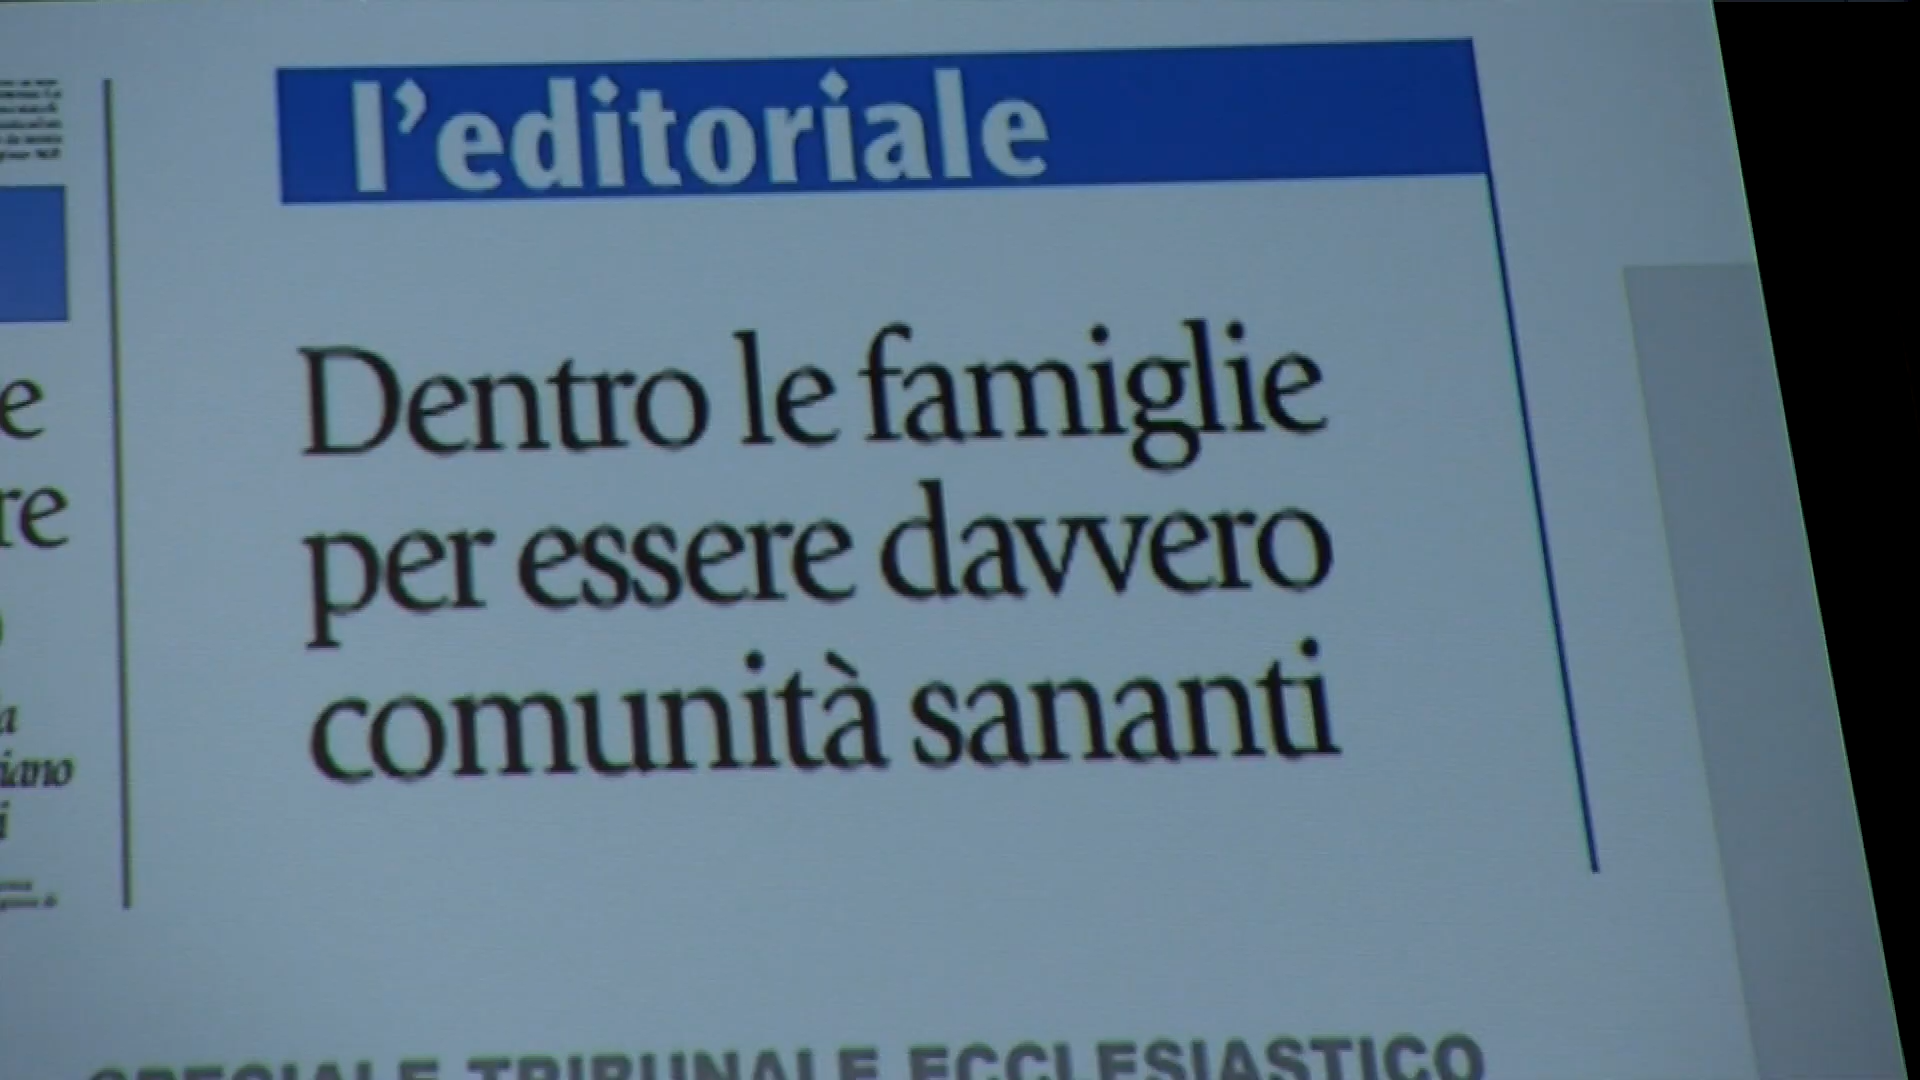 l'editoriale
Dentro le famiglie
per essere davvero
comunità sananti
SPECIALE TRIBUNALE ECCLESIASTICO